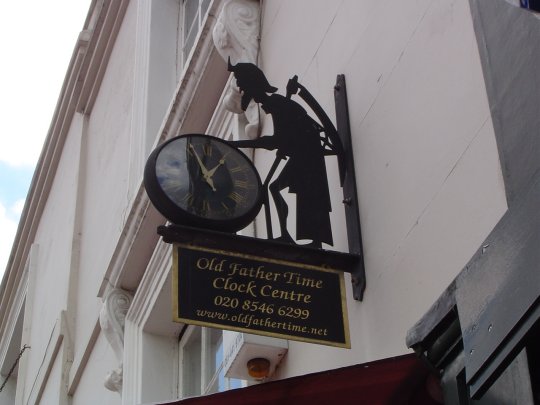 Old Father Time
Clock Centre
020 8546 6299
www.oldfathertime.net